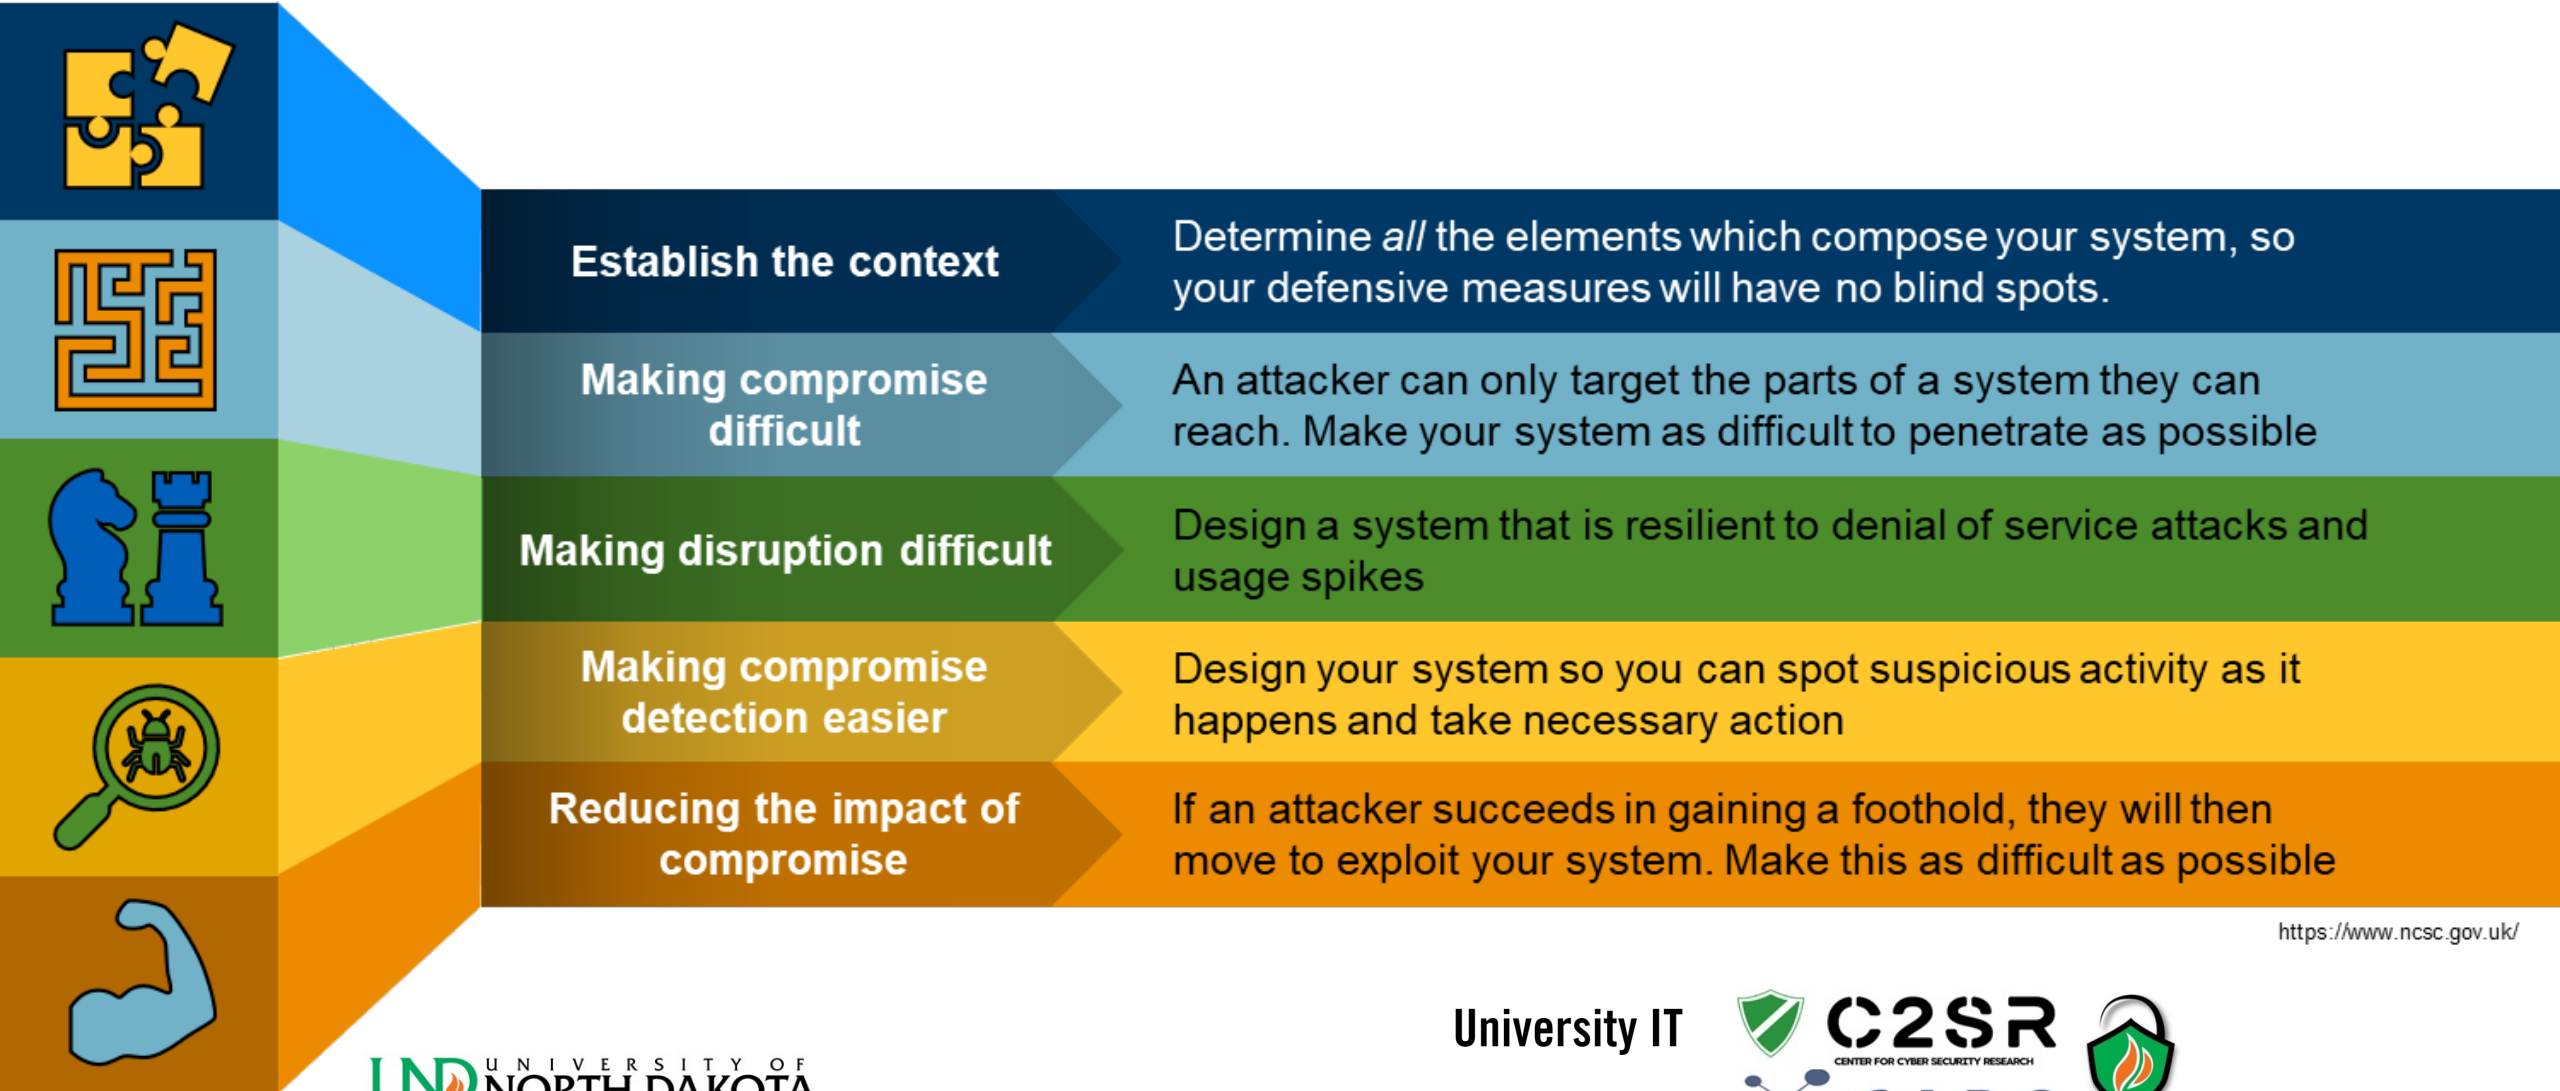 Establish the context
Determine all the elements which compose your system, so
your defensive measures will have no blind spots.
Making compromise
difficult
An attacker can only target the parts of a system they can
reach. Make your system as difficult to penetrate as possible
Making disruption difficult
Design a system that is resilient to denial of service attacks and
usage spikes
Making compromise
detection easier
Design your system so you can spot suspicious activity as it
happens and take necessary action
Reducing the impact of
compromise
If an attacker succeeds in gaining a foothold, they will then
move to exploit your system. Make this as difficult as possible
https://www.ncsc.gov.uk/
University IT
C2SR
CENTER FOR CYBER SECURITY RESEARCH
UND UNIVERSITY OF
NORTH DAKOTA